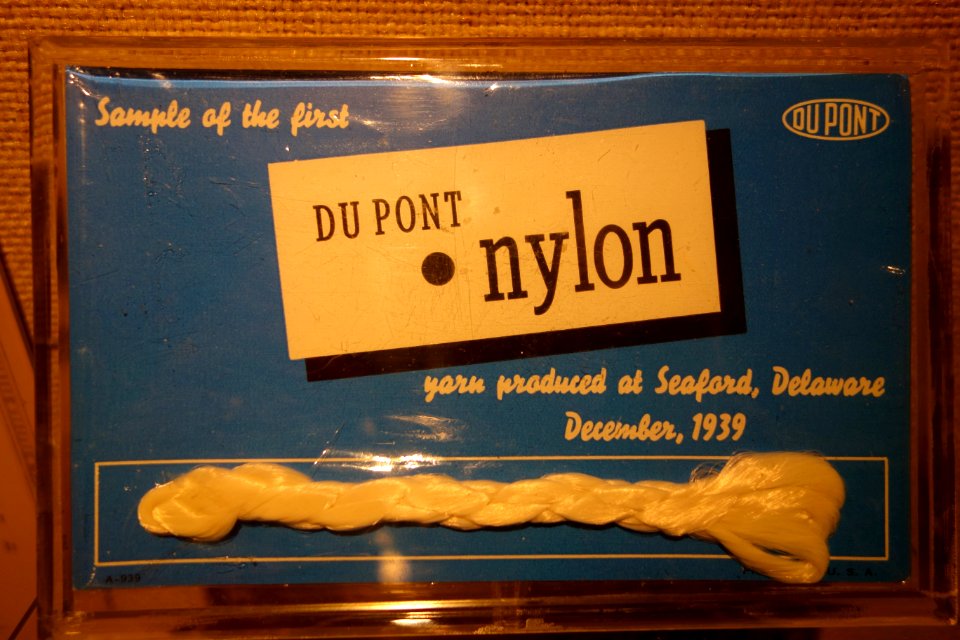 Sample of the first
DU PONT
DU PONT
nylon
yarn produced at Seaford, Delaware
December, 1939
A-939
U. S. A.